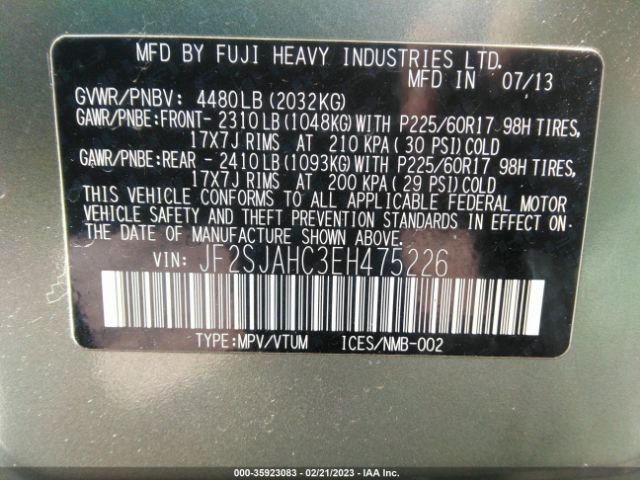 MFD BY FUJI HEAVY INDUSTRIES LTD.
MFD IN 07/13
GVWR/PNBV: 4480LB (2032KG)
GAWR/PNBE:FRONT- 2310LB (1048KG) WITH P225/60R17 98H TIRES,
17X7J RIMS AT 210 KPA ( 30 PSI) COLD
GAWR/PNBE:REAR - 2410LB (1093KG) WITH P225/60R17 98H TIRES,
17X7J RIMS AT 200 KPA ( 29 PSI) COLD
THIS VEHICLE CONFORMS TO ALL APPLICABLE FEDERAL MOTOR
VEHICLE SAFETY AND THEFT PREVENTION STANDARDS IN EFFECT ON
THE DATE OF MANUFACTURE SHOWN ABOVE.
VIN: JF2SJAHC3EH475226
TYPE:MPV/VTUM ICES/NMB-002
000-35923083 - 02/21/2023 - IAA Inc.